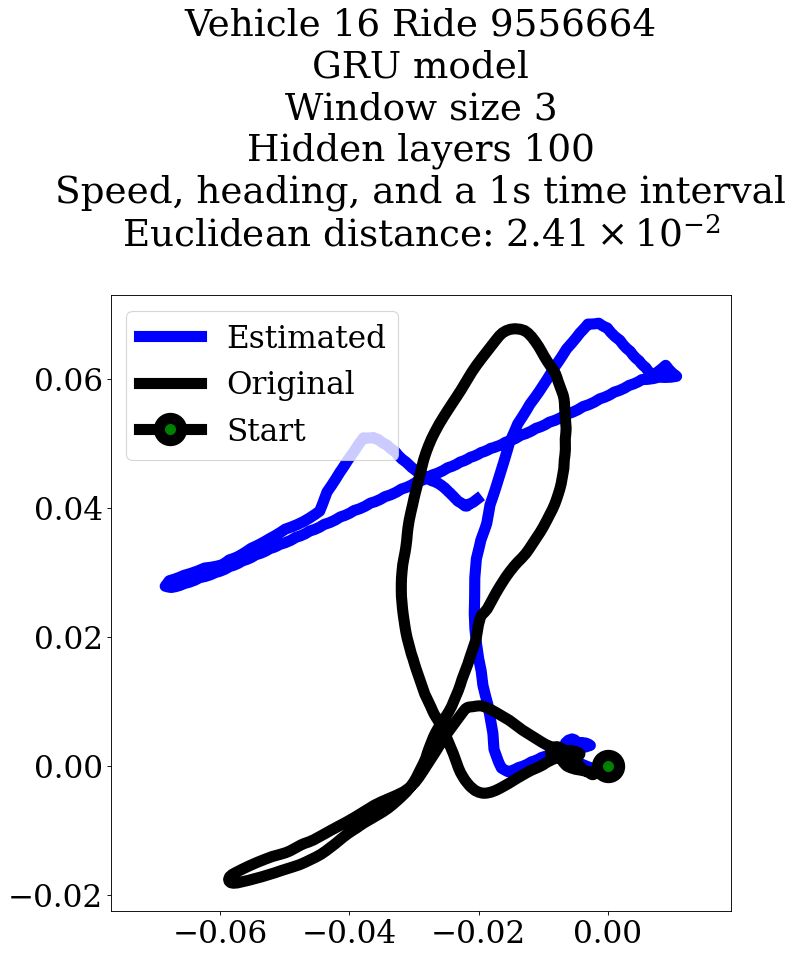 Vehicle 16 Ride 9556664
GRU model
Window size 3
Hidden layers 100
Speed, heading, and a 1s time interval
Euclidean distance: 2.41 × 10⁻²
Estimated
Original
Start
0.06
0.04
0.02
0.00
−0.02
−0.06 −0.04 −0.02 0.00